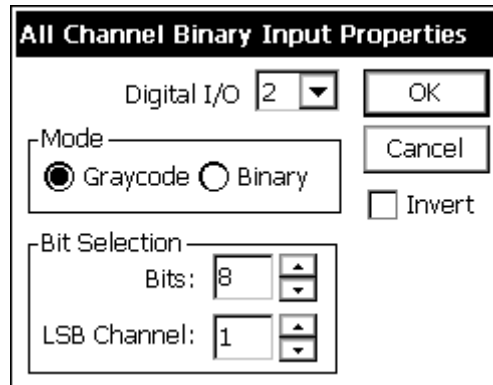 All Channel Binary Input Properties
Digital I/O 2 OK
Mode
Graycode Binary
Cancel
Invert
Bit Selection
Bits: 8
LSB Channel: 1